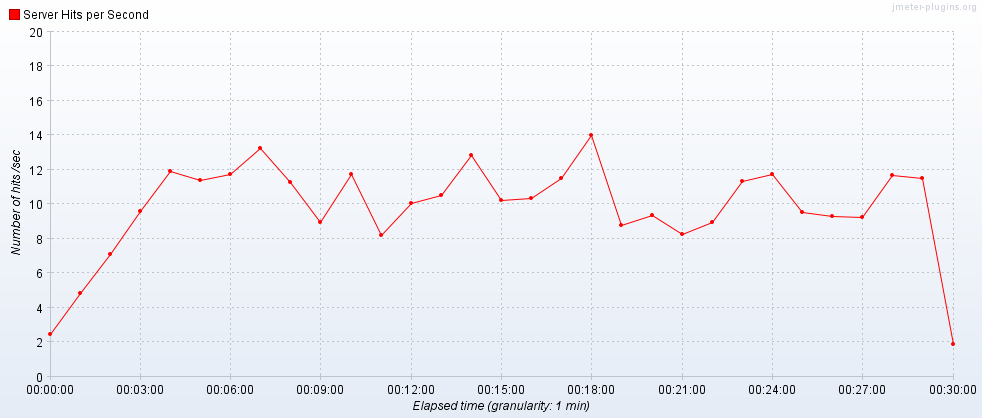 Server Hits per Second
jmeter-plugins.org
20
18
16
14
12
10
8
6
4
2
0
Number of hits /sec
00:00:00 00:03:00 00:06:00 00:09:00 00:12:00 00:15:00 00:18:00 00:21:00 00:24:00 00:27:00 00:30:00
Elapsed time (granularity: 1 min)